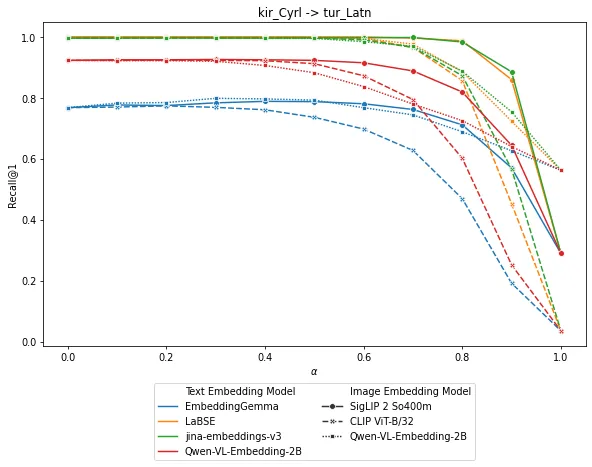 kir_Cyrl -> tur_Latn
Recall@1
1.0
0.8
0.6
0.4
0.2
0.0
0.0 0.2 0.4 0.6 0.8 1.0
α
Text Embedding Model
EmbeddingGemma
LaBSE
jina-embeddings-v3
Qwen-VL-Embedding-2B
Image Embedding Model
SigLIP 2 So400m
CLIP ViT-B/32
Qwen-VL-Embedding-2B